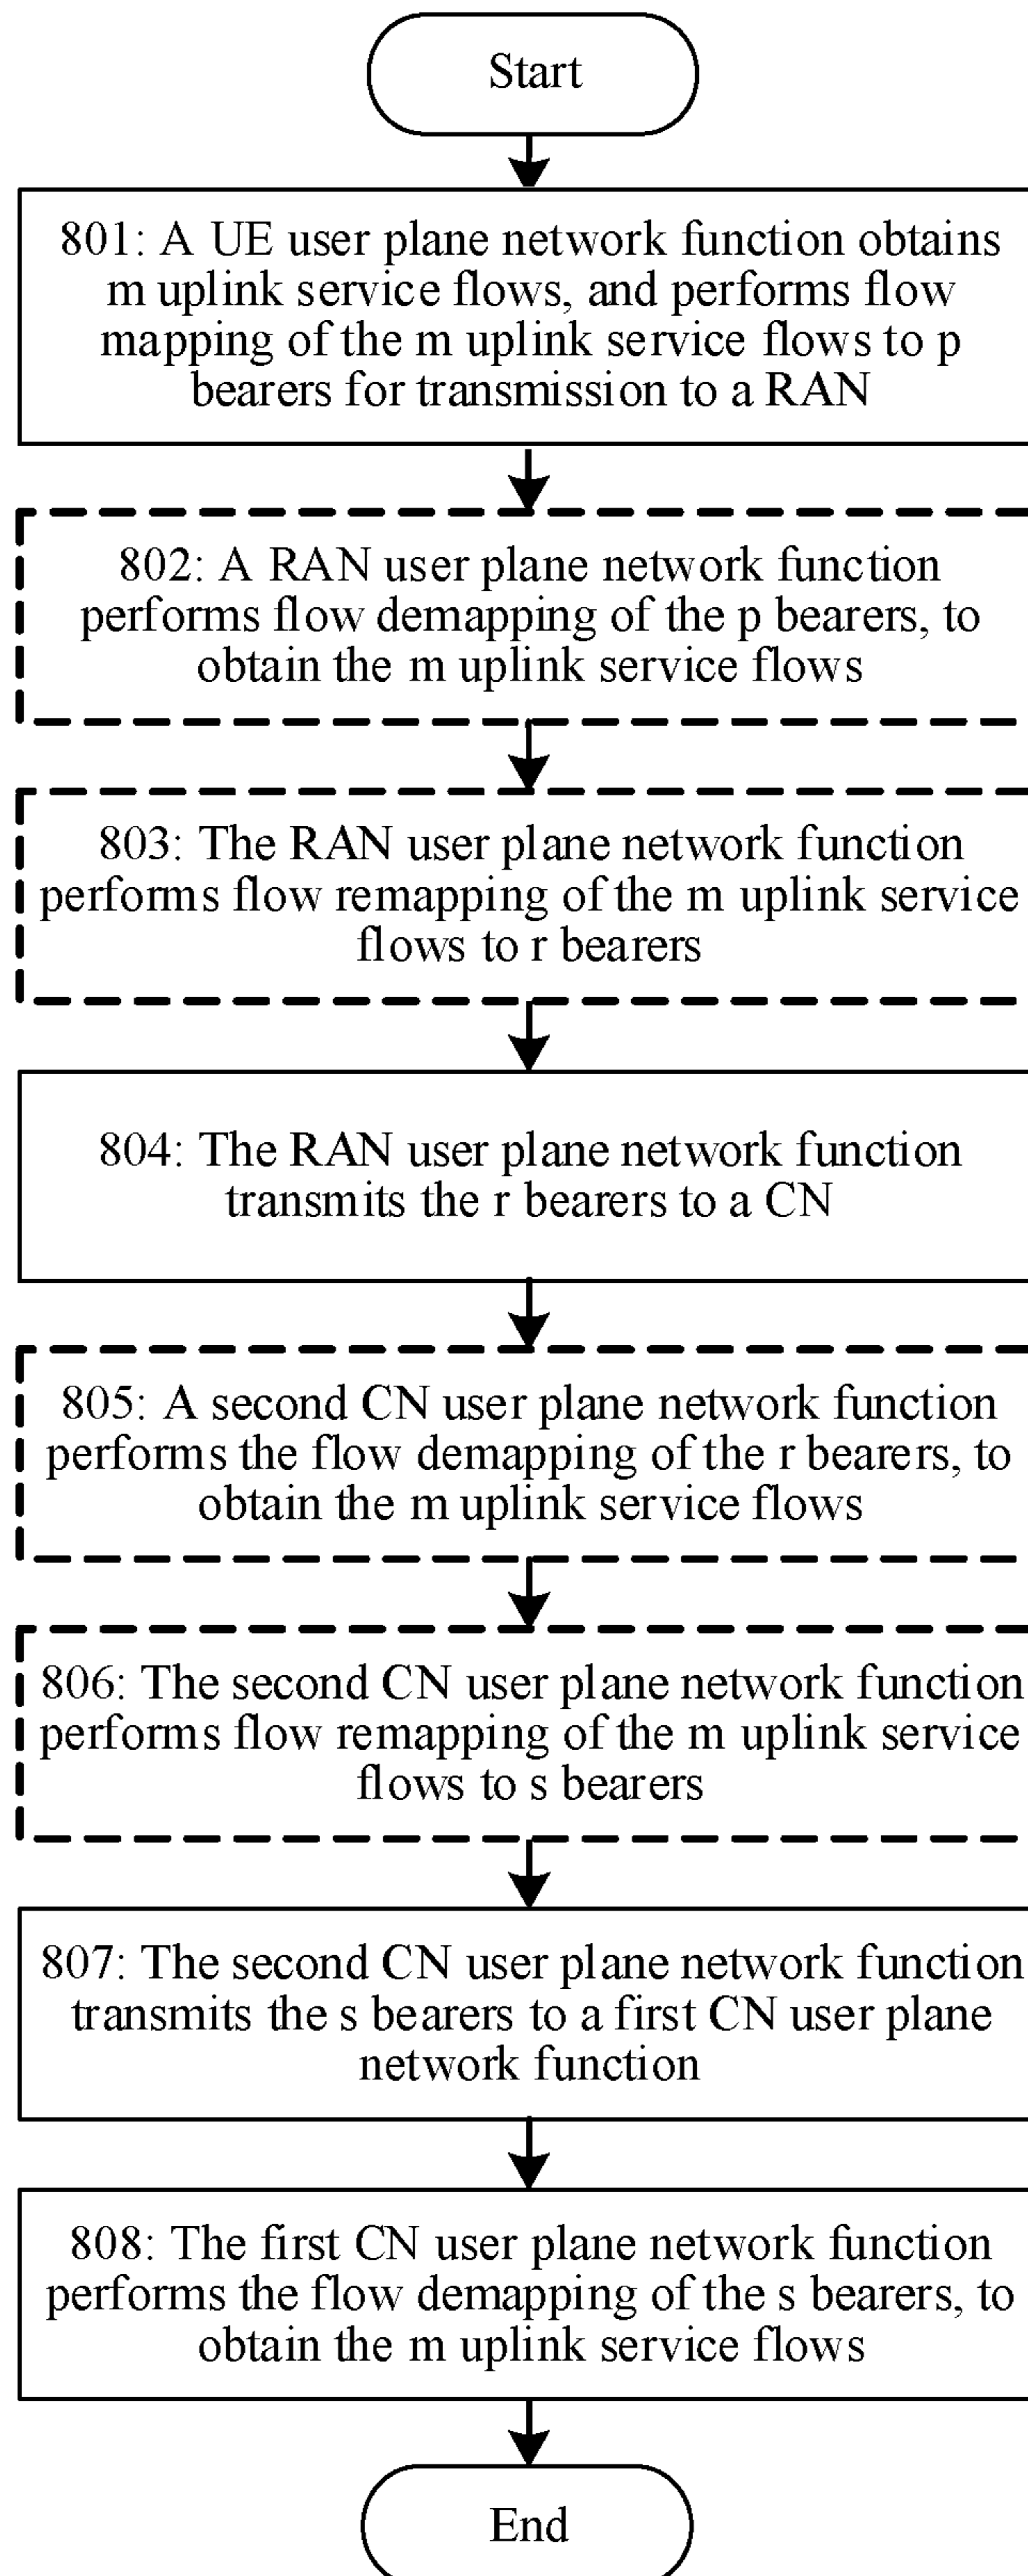 Start
801: A UE user plane network function obtains
m uplink service flows, and performs flow
mapping of the m uplink service flows to p
bearers for transmission to a RAN
802: A RAN user plane network function
performs flow demapping of the p bearers, to
obtain the m uplink service flows
803: The RAN user plane network function
performs flow remapping of the m uplink service
flows to r bearers
804: The RAN user plane network function
transmits the r bearers to a CN
805: A second CN user plane network function
performs the flow demapping of the r bearers, to
obtain the m uplink service flows
806: The second CN user plane network function
performs flow remapping of the m uplink service
flows to s bearers
807: The second CN user plane network function
transmits the s bearers to a first CN user plane
network function
808: The first CN user plane network function
performs the flow demapping of the s bearers, to
obtain the m uplink service flows
End